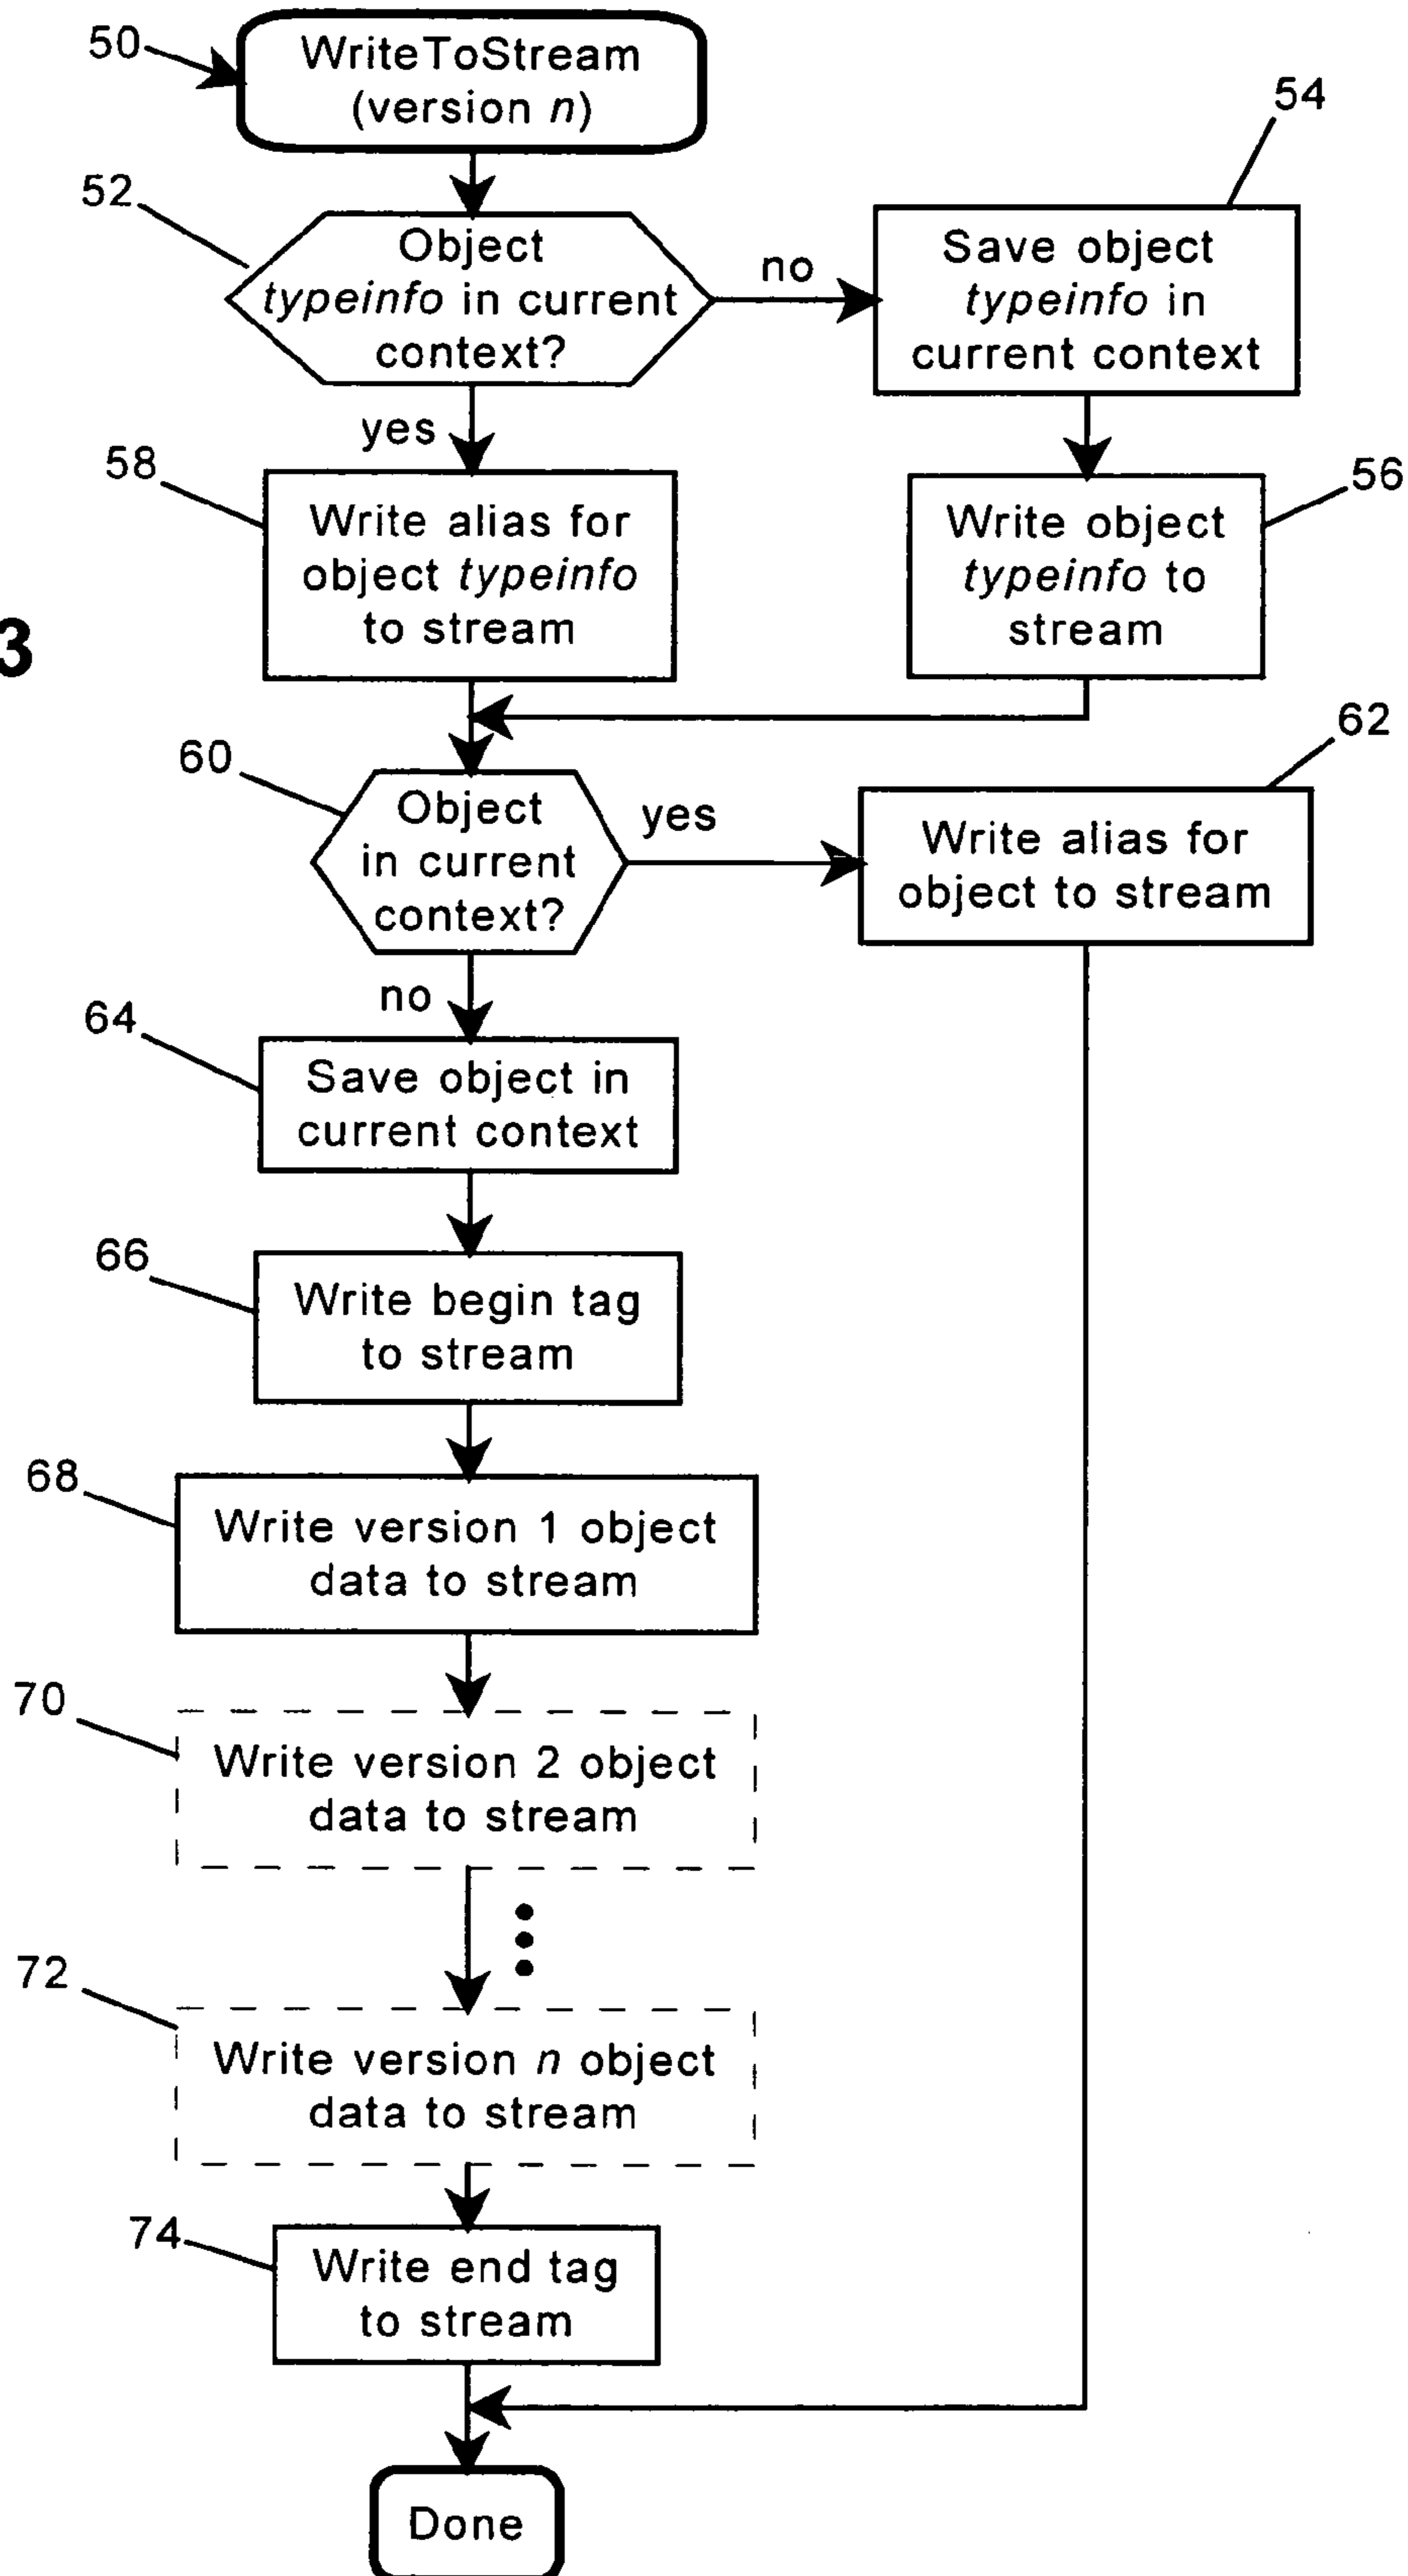 50
WriteToStream
(version n)
54
52
Object
typeinfo in current
context?
no
Save object
typeinfo in
current context
yes
58
56
Write alias for
object typeinfo
to stream
Write object
typeinfo to
stream
3
62
60
Object
in current
context?
yes
Write alias for
object to stream
no
64
Save object in
current context
66
Write begin tag
to stream
68
Write version 1 object
data to stream
70
Write version 2 object
data to stream
72
Write version n object
data to stream
74
Write end tag
to stream
Done